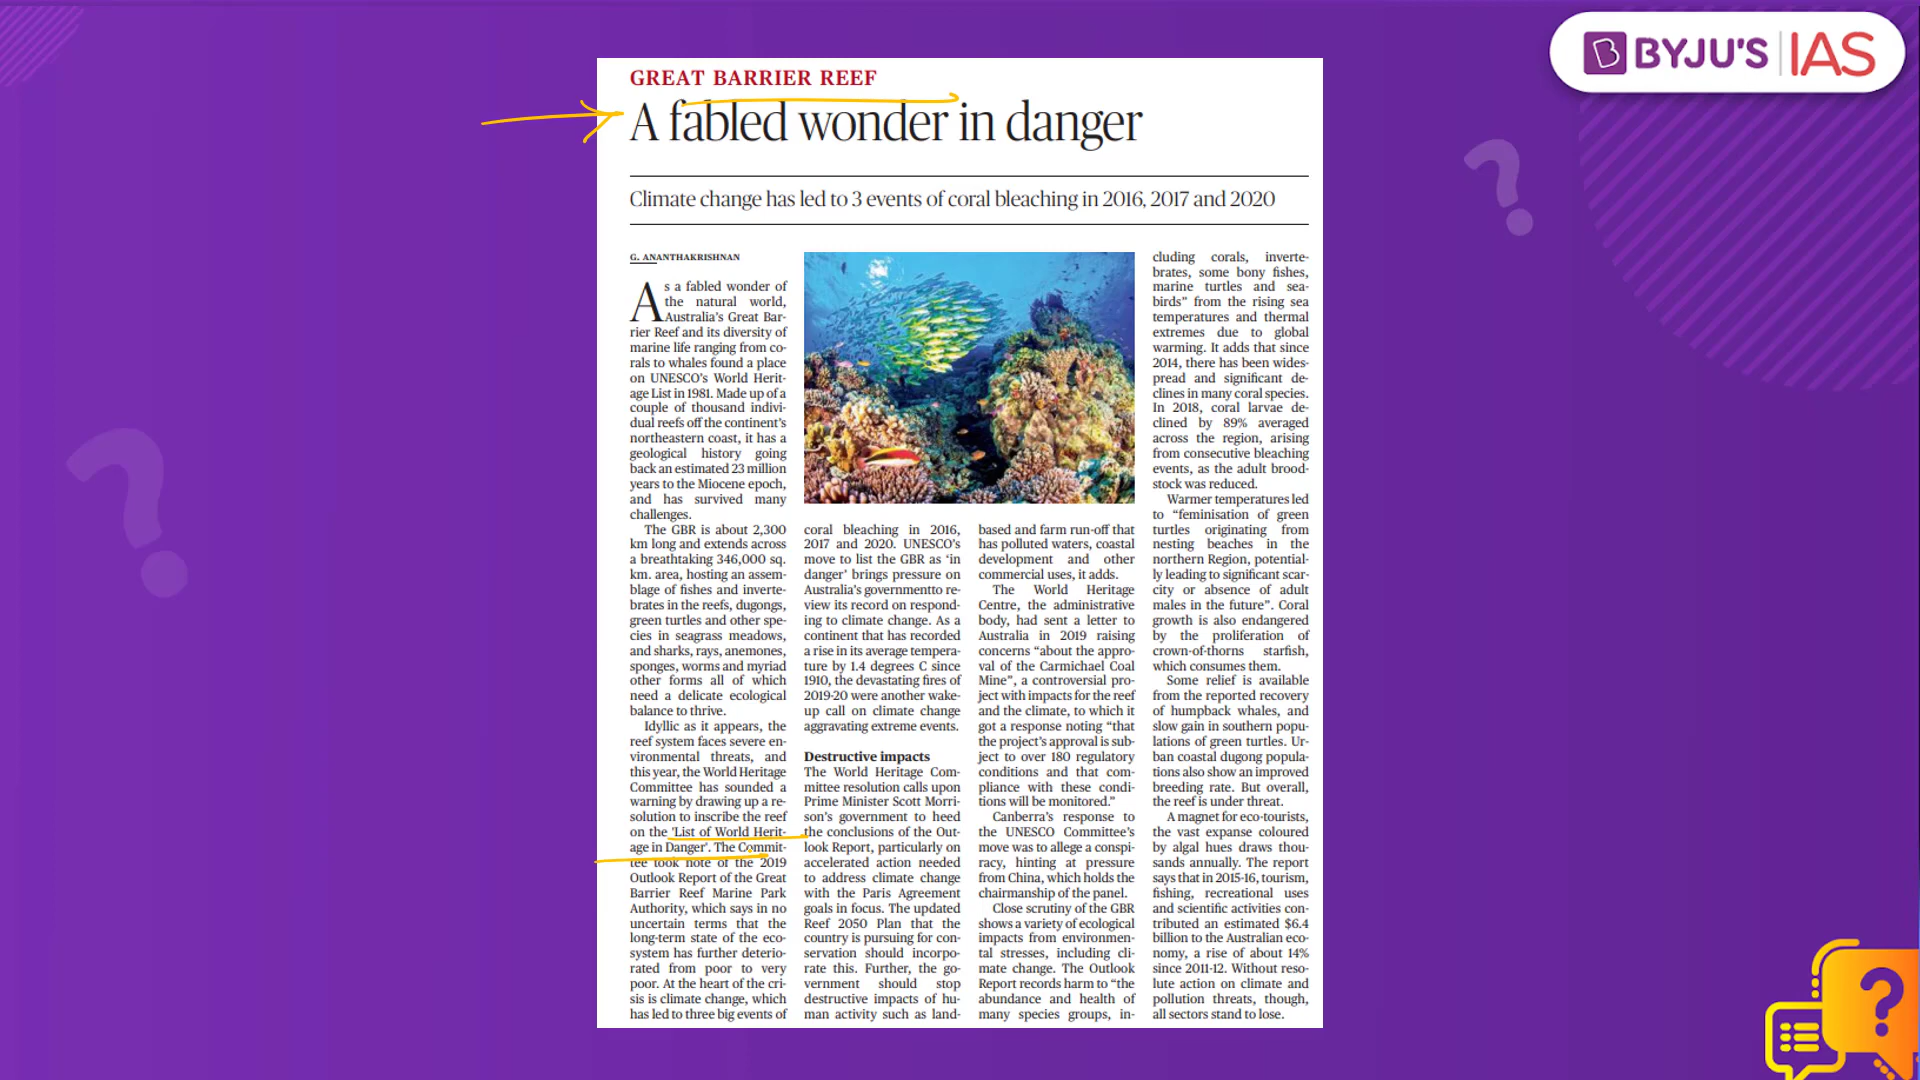 BYJU'S IAS
GREAT BARRIER REEF
A fabled wonder in danger
Climate change has led to 3 events of coral bleaching in 2016, 2017 and 2020
G. ANANTHAKRISHNAN
As a fabled wonder of
the natural world,
Australia's Great Bar-
rier Reef and its diversity of
marine life ranging from co-
rals to whales found a place
on UNESCO's World Herit-
age List in 1981. Made up of a
couple of thousand indivi-
dual reefs off the continent's
northeastern coast, it has a
geological history going
back an estimated 23 million
years to the Miocene epoch,
and has survived many
challenges.
The GBR is about 2,300
km long and extends across
a breathtaking 346,000 sq.
km. area, hosting an assem-
blage of fishes and inverte-
brates in the reefs, dugongs,
green turtles and other spe-
cies in seagrass meadows,
and sharks, rays, anemones,
sponges, worms and myriad
other forms all of which
need a delicate ecological
balance to thrive.
Idyllic as it appears, the
reef system faces severe en-
vironmental threats, and
this year, the World Heritage
Committee has sounded a
warning by drawing up a re-
solution to inscribe the reef
on the 'List of World Herit-
age in Danger'. The Commit-
tee took note of the 2019
Outlook Report of the Great
Barrier Reef Marine Park
Authority, which says in no
uncertain terms that the
long-term state of the eco-
system has further deterio-
rated from poor to very
poor. At the heart of the cri-
sis is climate change, which
has led to three big events of
coral bleaching in 2016,
2017 and 2020. UNESCO's
move to list the GBR as 'in
danger' brings pressure on
Australia's governmentto re-
view its record on respond-
ing to climate change. As a
continent that has recorded
a rise in its average tempera-
ture by 1.4 degrees C since
1910, the devastating fires of
2019-20 were another wake-
up call on climate change
aggravating extreme events.
Destructive impacts
The World Heritage Com-
mittee resolution calls upon
Prime Minister Scott Morri-
son's government to heed
the conclusions of the Out-
look Report, particularly on
accelerated action needed
to address climate change
with the Paris Agreement
goals in focus. The updated
Reef 2050 Plan that the
country is pursuing for con-
servation should incorpo-
rate this. Further, the go-
vernment should stop
destructive impacts of hu-
man activity such as land-
based and farm run-off that
has polluted waters, coastal
development and other
commercial uses, it adds.
The World Heritage
Centre, the administrative
body, had sent a letter to
Australia in 2019 raising
concerns "about the appro-
val of the Carmichael Coal
Mine", a controversial pro-
ject with impacts for the reef
and the climate, to which it
got a response noting "that
the project's approval is sub-
ject to over 180 regulatory
conditions and that com-
pliance with these condi-
tions will be monitored."
Canberra's response to
the UNESCO Committee's
move was to allege a conspi-
racy, hinting at pressure
from China, which holds the
chairmanship of the panel.
Close scrutiny of the GBR
shows a variety of ecological
impacts from environmen-
tal stresses, including cli-
mate change. The Outlook
Report records harm to "the
abundance and health of
many species groups, in-
cluding corals, inverte-
brates, some bony fishes,
marine turtles and sea-
birds" from the rising sea
temperatures and thermal
extremes due to global
warming. It adds that since
2014, there has been wides-
pread and significant de-
clines in many coral species.
In 2018, coral larvae de-
clined by 89% averaged
across the region, arising
from consecutive bleaching
events, as the adult brood-
stock was reduced.
Warmer temperatures led
to "feminisation of green
turtles originating from
nesting beaches in the
northern Region, potential-
ly leading to significant scar-
city or absence of adult
males in the future". Coral
growth is also endangered
by the proliferation of
crown-of-thorns starfish,
which consumes them.
Some relief is available
from the reported recovery
of humpback whales, and
slow gain in southern popu-
lations of green turtles. Ur-
ban coastal dugong popula-
tions also show an improved
breeding rate. But overall,
the reef is under threat.
A magnet for eco-tourists,
the vast expanse coloured
by algal hues draws thou-
sands annually. The report
says that in 2015-16, tourism,
fishing, recreational uses
and scientific activities con-
tributed an estimated $6.4
billion to the Australian eco-
nomy, a rise of about 14%
since 2011-12. Without reso-
lute action on climate and
pollution threats, though,
all sectors stand to lose.